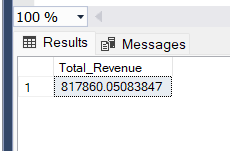 100 %
Results Messages
Total_Revenue
1 817860.05083847